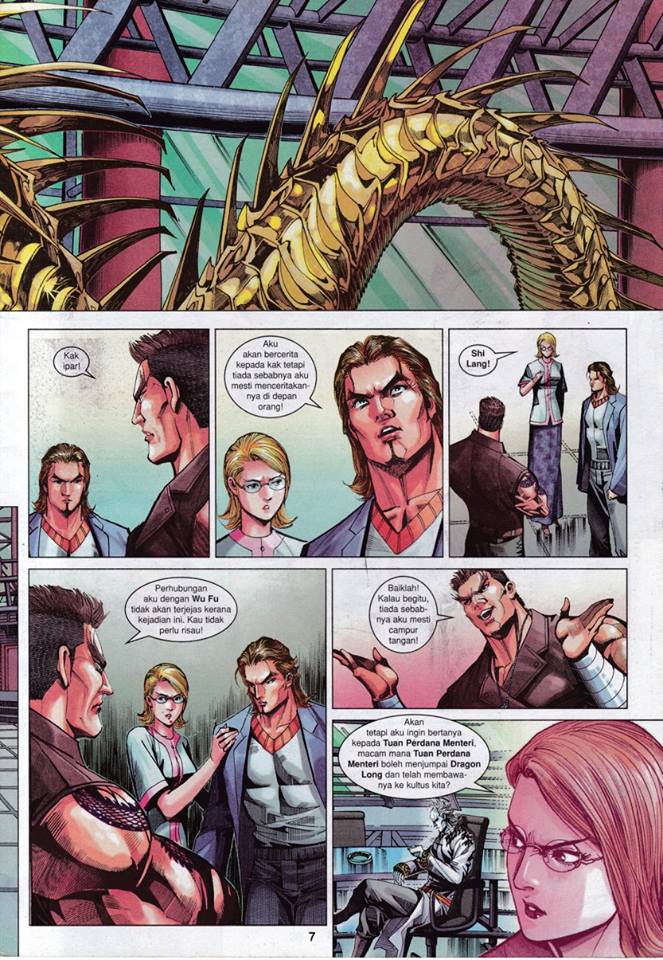 Kak
ipar!
Aku
akan bercerita
kepada kak tetapi
tiada sebabnya aku
mesti menceritakan-
nya di depan
orang!
Shi
Lang!
Perhubungan
aku dengan Wu Fu
tidak akan terjejas kerana
kejadian ini. Kau tidak
perlu risau!
Baiklah!
Kalau begitu,
tiada sebab-
nya aku mesti
campur
tangan!
Akan
tetapi aku ingin bertanya
kepada Tuan Perdana Menteri,
macam mana Tuan Perdana
Menteri boleh menjumpai Dragon
Long dan telah membawa-
nya ke kultus kita?
7